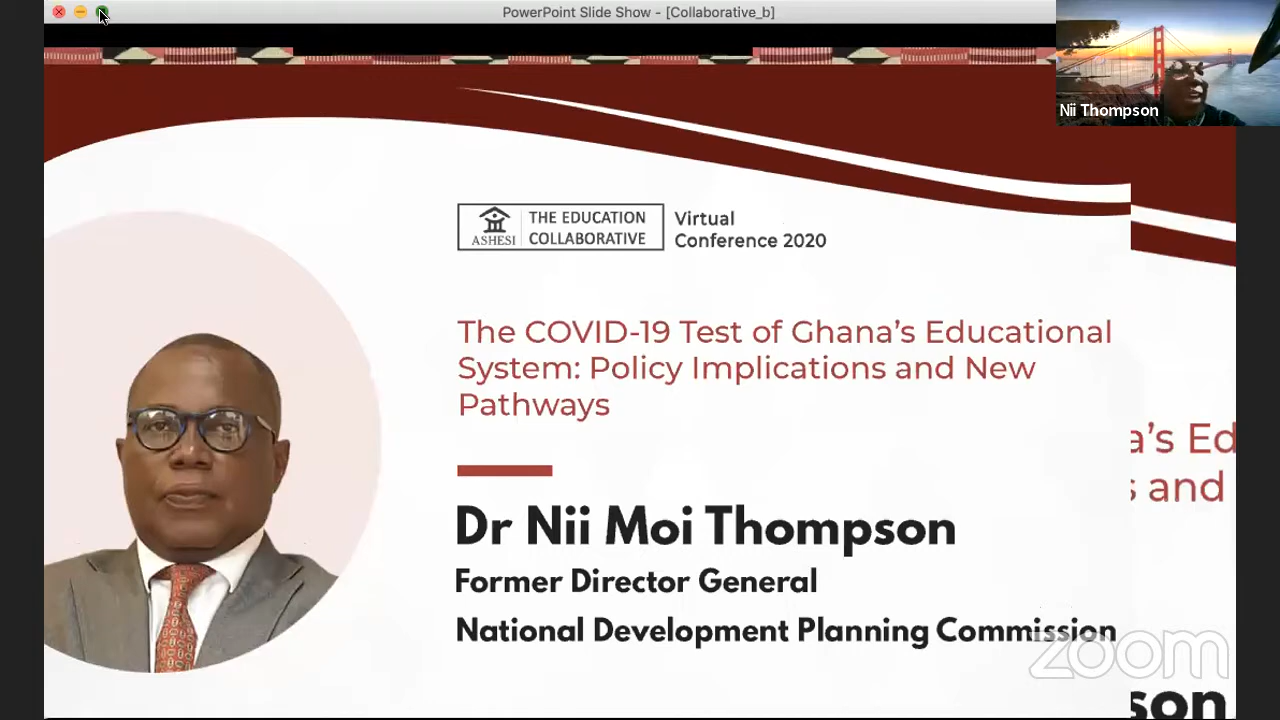 PowerPoint Slide Show - [Collaborative_b]
Nii Thompson
ASHESI
THE EDUCATION
COLLABORATIVE
Virtual
Conference 2020
The COVID-19 Test of Ghana’s Educational
System: Policy Implications and New
Pathways
a’s Ed
s and
Dr Nii Moi Thompson
Former Director General
National Development Planning Commission
zoom
son